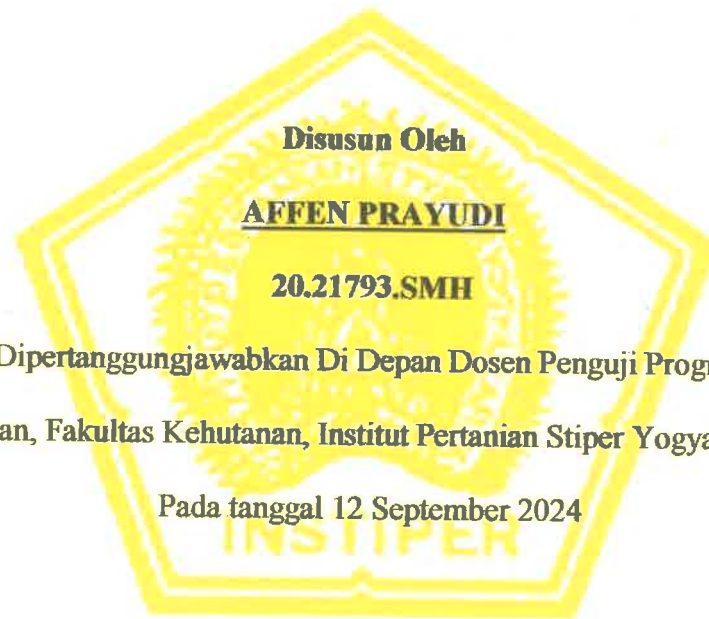 Disusun Oleh
AFFEN PRAYUDI
20.21793.SMH
Dipertanggungjawabkan Di Depan Dosen Penguji Progr
an, Fakultas Kehutanan, Institut Pertanian Stiper Yogya
Pada tanggal 12 September 2024
INSTIPER